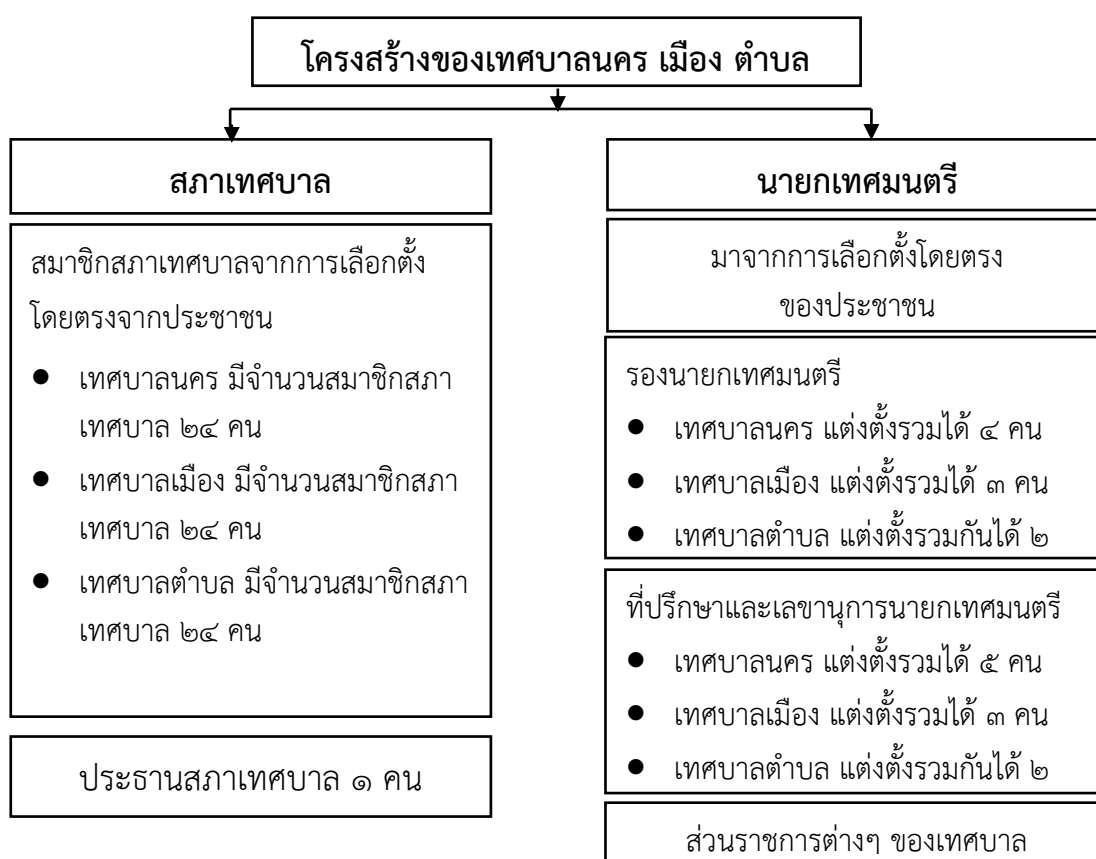 โครงสร้างของเทศบาลนคร เมือง ตำบล
สภาเทศบาล
สมาชิกสภาเทศบาลจากการเลือกตั้ง
โดยตรงจากประชาชน
● เทศบาลนคร มีจำนวนสมาชิกสภา
เทศบาล ๒๔ คน
● เทศบาลเมือง มีจำนวนสมาชิกสภา
เทศบาล ๒๔ คน
● เทศบาลตำบล มีจำนวนสมาชิกสภา
เทศบาล ๒๔ คน
ประธานสภาเทศบาล ๑ คน
นายกเทศมนตรี
มาจากการเลือกตั้งโดยตรง
ของประชาชน
รองนายกเทศมนตรี
● เทศบาลนคร แต่งตั้งรวมได้ ๔ คน
● เทศบาลเมือง แต่งตั้งรวมได้ ๓ คน
● เทศบาลตำบล แต่งตั้งรวมกันได้ ๒
ที่ปรึกษาและเลขานุการนายกเทศมนตรี
● เทศบาลนคร แต่งตั้งรวมได้ ๕ คน
● เทศบาลเมือง แต่งตั้งรวมได้ ๓ คน
● เทศบาลตำบล แต่งตั้งรวมกันได้ ๒
ส่วนราชการต่างๆ ของเทศบาล